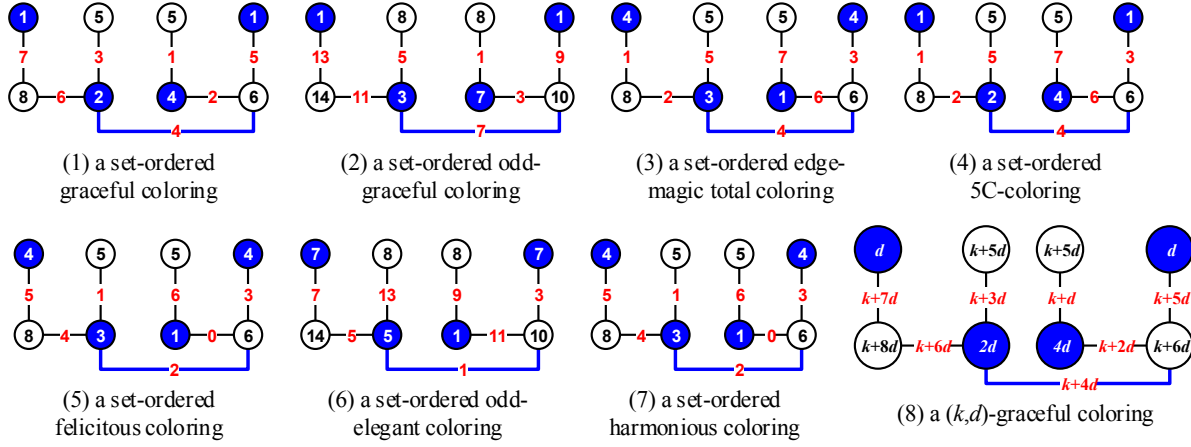 1 5 5 1
7 3 1 5
8 6 2 4 2 6
4
(1) a set-ordered
graceful coloring
1 8 8 1
13 5 1 9
14 11 3 7 3 10
7
(2) a set-ordered odd-
graceful coloring
4 5 5 4
1 5 7 3
8 2 3 1 6 6
4
(3) a set-ordered edge-
magic total coloring
1 5 5 1
1 5 7 3
8 2 2 4 6 6
4
(4) a set-ordered
5C-coloring
4 5 5 4
5 1 6 3
8 4 3 1 0 6
2
(5) a set-ordered
felicitous coloring
7 8 8 7
7 13 9 3
14 5 5 1 11 10
1
(6) a set-ordered odd-
elegant coloring
4 5 5 4
5 1 6 3
8 4 3 1 0 6
2
(7) a set-ordered
harmonious coloring
d k+5d k+5d d
k+7d k+3d k+d k+5d
k+8d k+6d 2d 4d k+2d k+6d
k+4d
(8) a (k,d)-graceful coloring